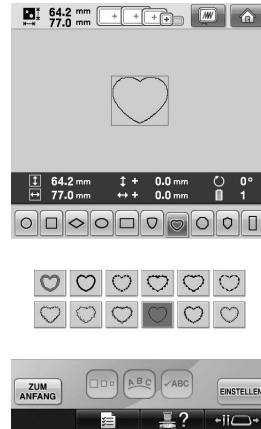 64.2 mm
77.0 mm
64.2 mm + 0.0 mm 0°
77.0 mm + 0.0 mm 1
ZUM ANFANG
ABC
ABC
EINSTELLEN
?